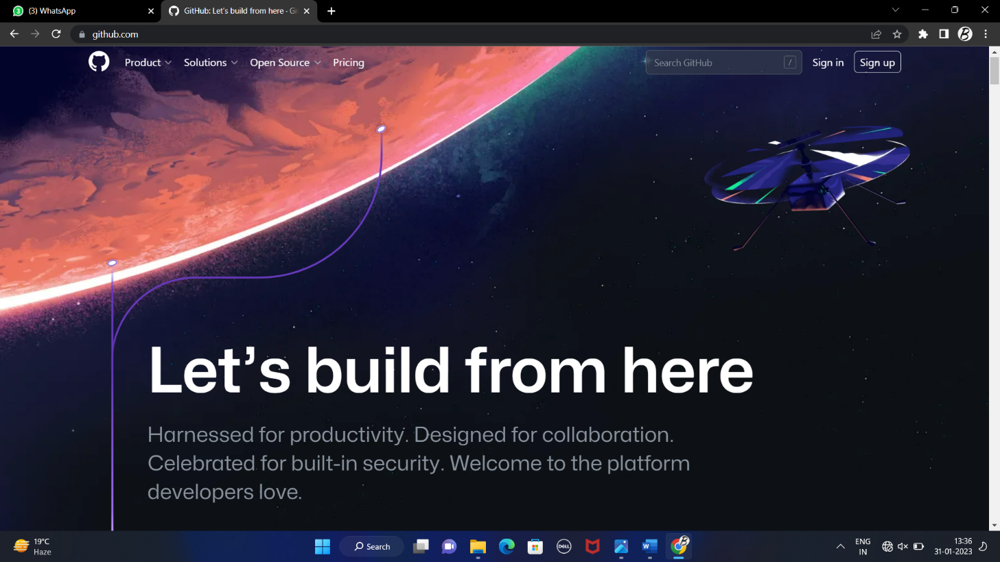 (3) WhatsApp
GitHub: Let's build from here · Gi
github.com
Product
Solutions
Open Source
Pricing
Search GitHub
/
Sign in
Sign up
Let’s build from here
Harnessed for productivity. Designed for collaboration.
Celebrated for built-in security. Welcome to the platform
developers love.
19°C
Haze
Search
DELL
W
B
ENG
IN
13:36
31-01-2023